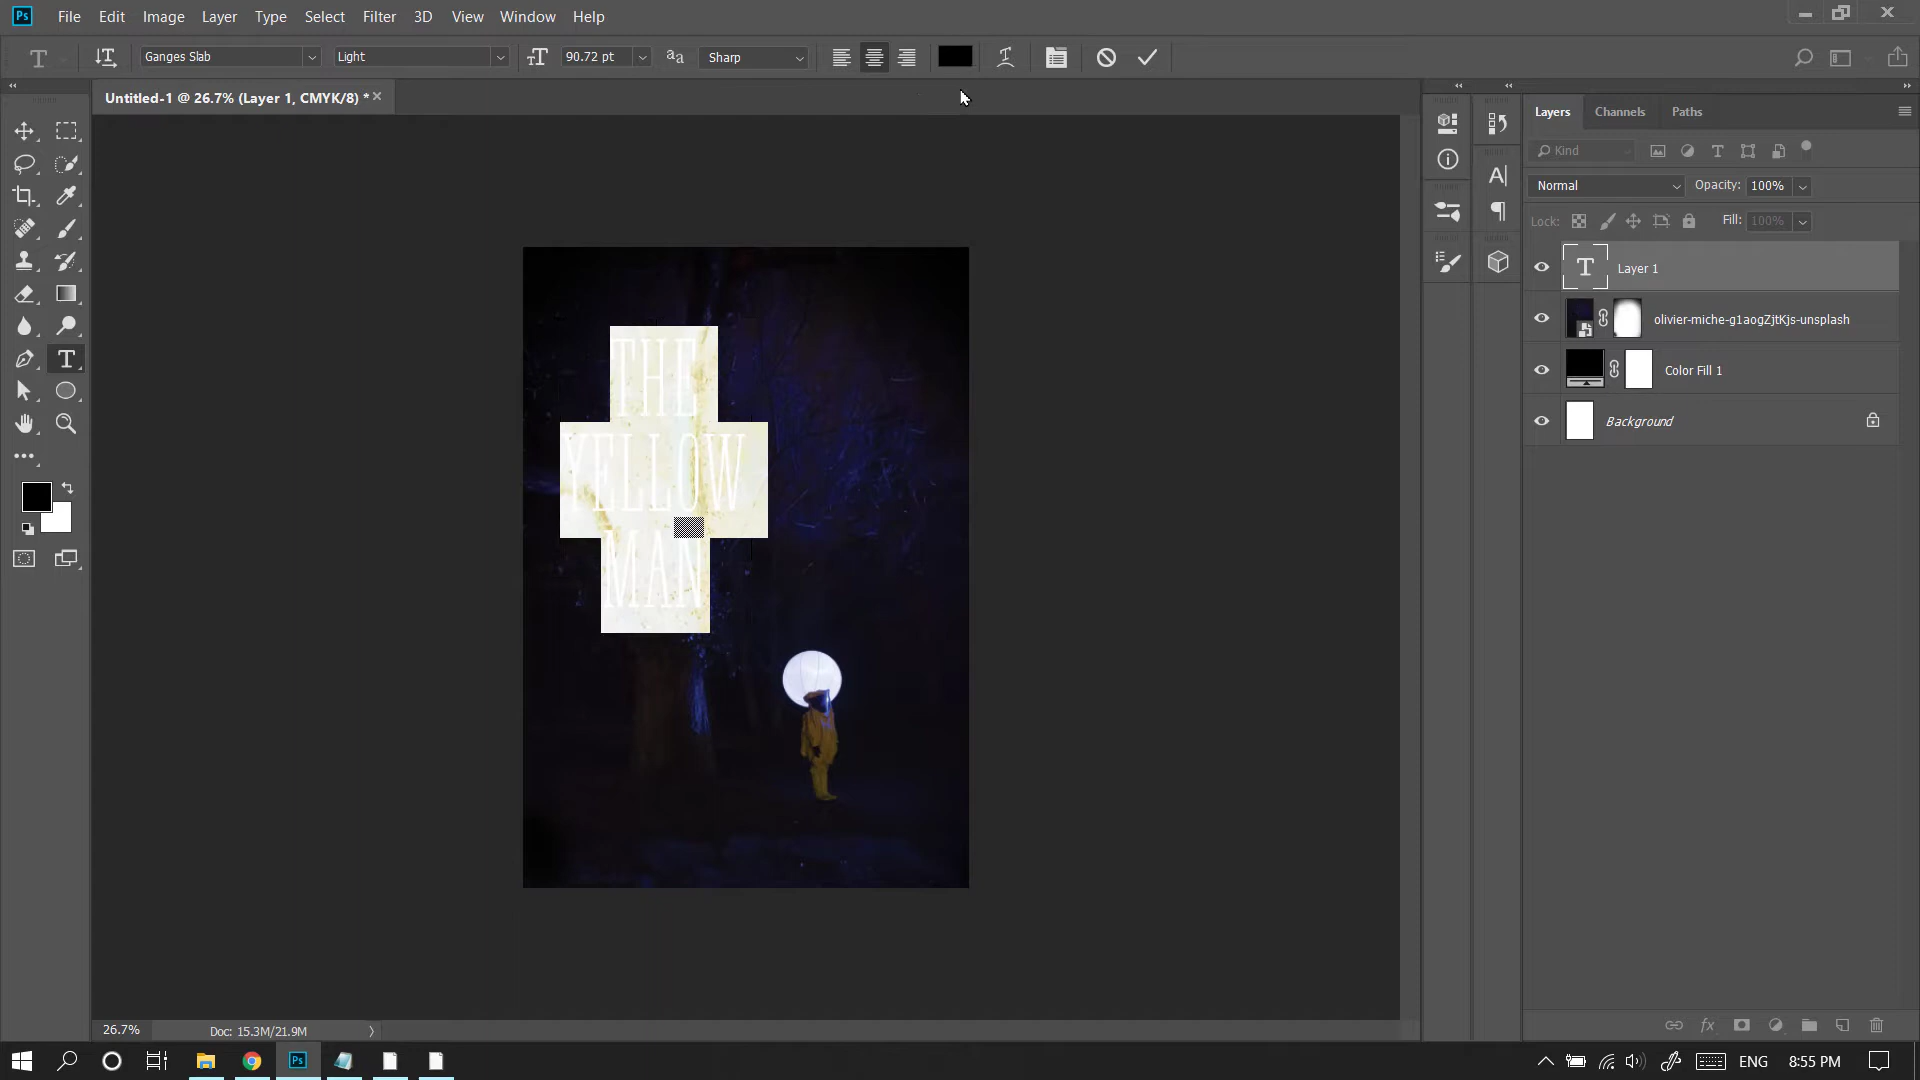 Ps File Edit Image Layer Type Select Filter 3D View Window Help
T Ganges Slab Light 90.72 pt aa Sharp
Untitled-1 @ 26.7% (Layer 1, CMYK/8) *
Layers Channels Paths
Kind
Normal Opacity: 100%
Lock: Fill: 100%
Layer 1
olivier-miche-g1aogZjtKjs-unsplash
Color Fill 1
Background
THE
YELLOW
MAN
26.7% Doc: 15.3M/21.9M
Ps ENG 8:55 PM